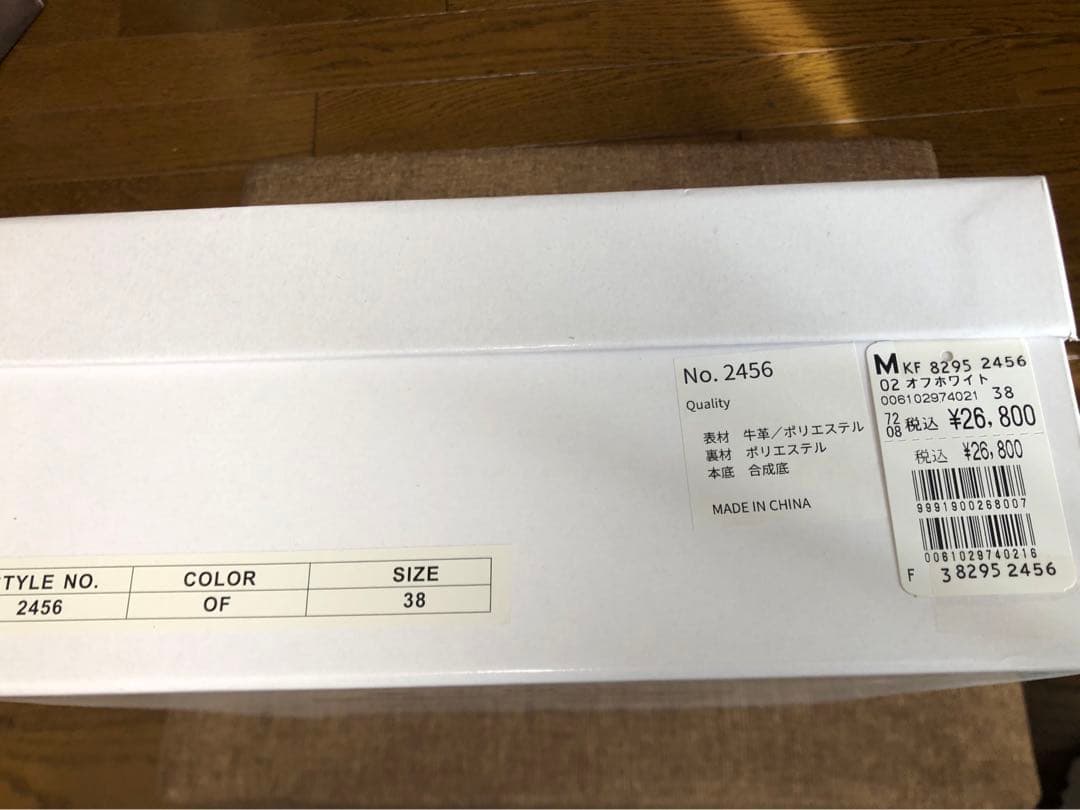 No. 2456
Quality
表材 牛革／ポリエステル
裏材 ポリエステル
本底 合成底
MADE IN CHINA
M KF 8295 2456
02 オフホワイト
006102974021 38
72 08 税込 ¥26,800
税込 ¥26,800
9991900268007
0061029740216
F 3 8295 2456
TYLE NO. COLOR SIZE
2456 OF 38